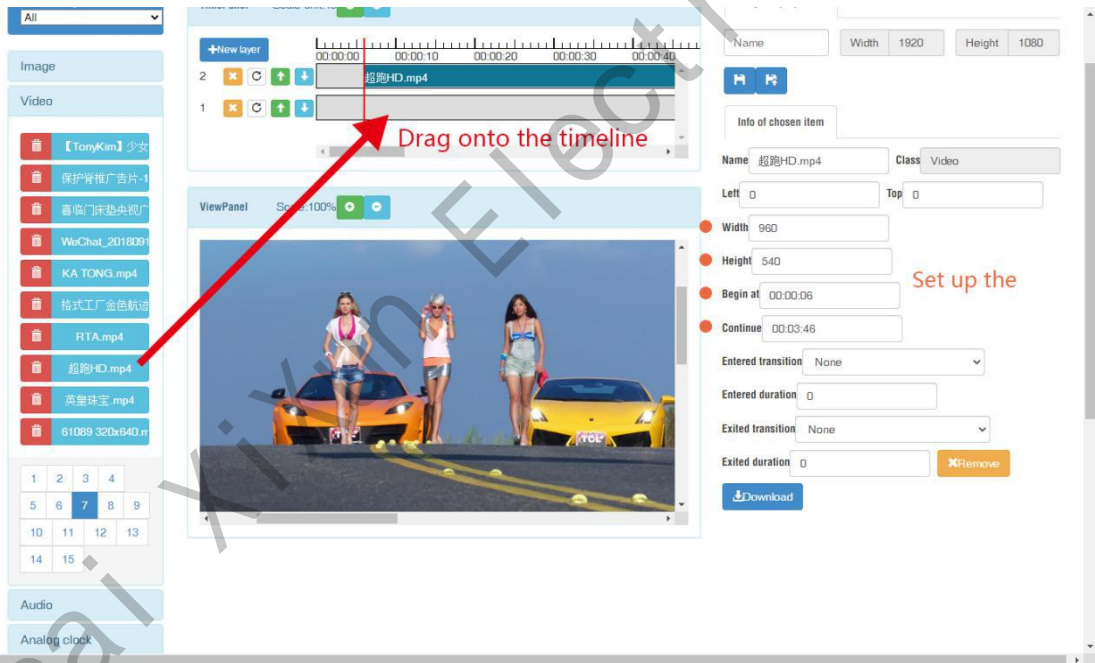 All
+New layer
00:00:00 00:00:10 00:00:20 00:00:30 00:00:40
2 超跑HD.mp4
1
Drag onto the timeline
Image
Video
【TonyKim】少女
保护脊椎广告片-1
喜临门床垫央视广
WeChat_2018091
KA TONG.mp4
格式工厂金色航迹
RTA.mp4
超跑HD.mp4
英皇珠宝.mp4
61089 320x640.m
1 2 3 4
5 6 7 8 9
10 11 12 13
14 15
Audio
Analog clock
ViewPanel Scale:100%
TCL
Name Width 1920 Height 1080
Info of chosen item
Name 超跑HD.mp4 Class Video
Left 0 Top 0
Width 960
Height 540
Begin at 00:00:06
Set up the
Continue 00:03:46
Entered transition None
Entered duration 0
Exited transition None
Exited duration 0 Remove
Download
Xixun Elect